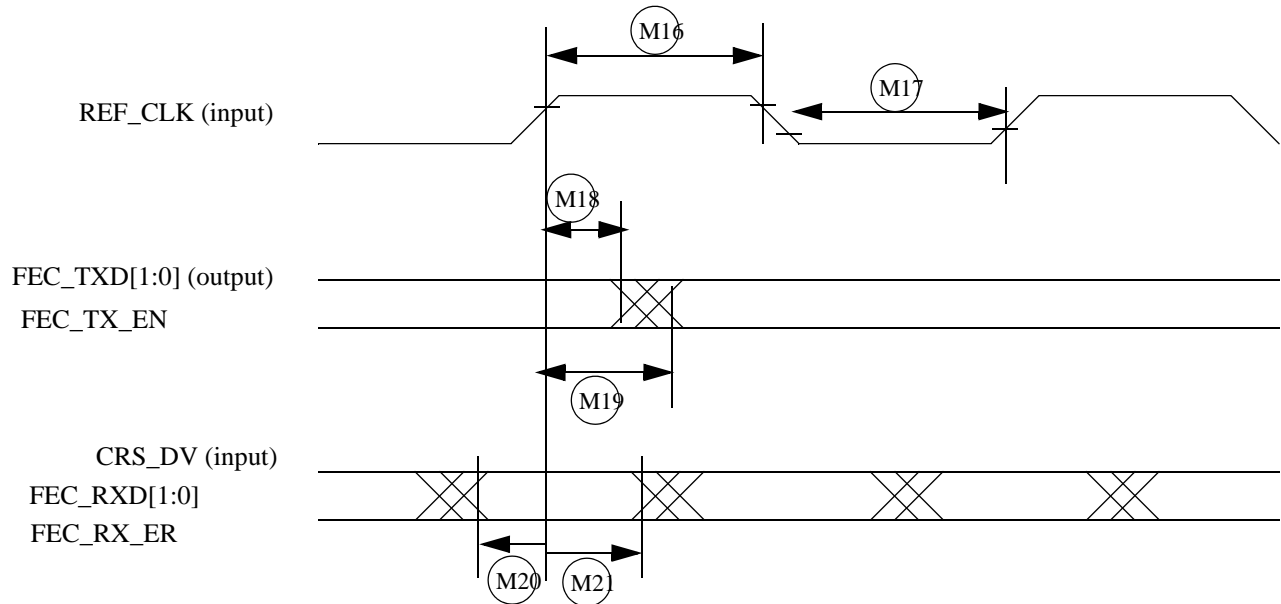 M16
M17
REF_CLK (input)
M18
FEC_TXD[1:0] (output)
FEC_TX_EN
M19
CRS_DV (input)
FEC_RXD[1:0]
FEC_RX_ER
M20
M21